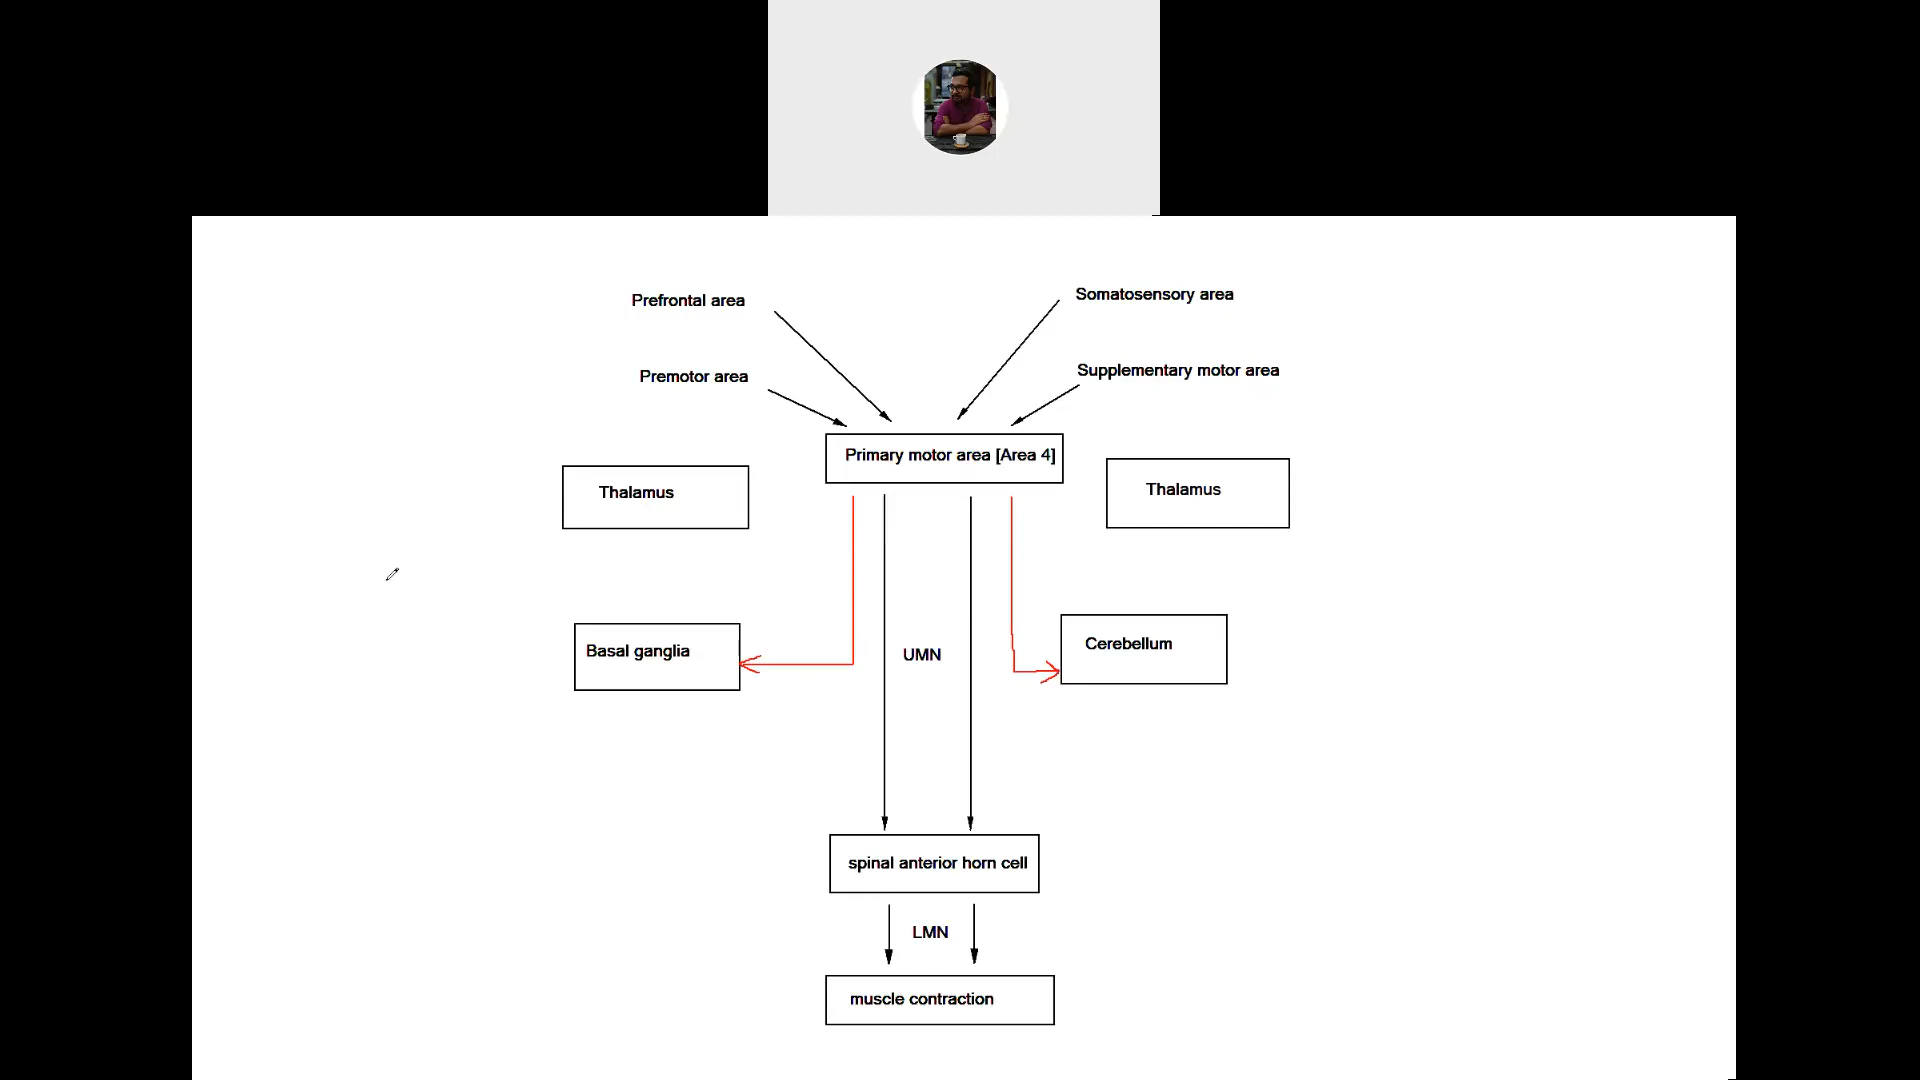 Prefrontal area
Somatosensory area
Premotor area
Supplementary motor area
Primary motor area [Area 4]
Thalamus
Thalamus
Basal ganglia
UMN
Cerebellum
spinal anterior horn cell
LMN
muscle contraction